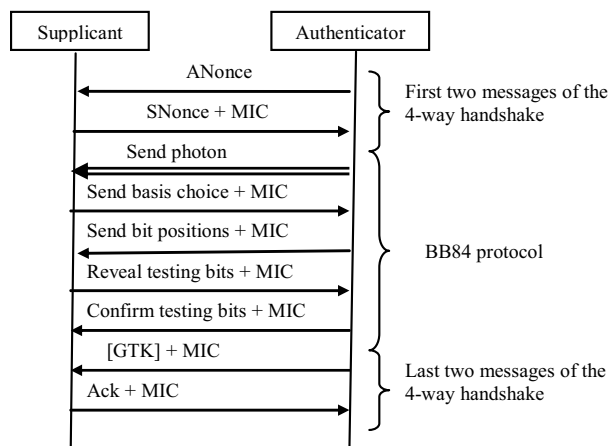 Supplicant
Authenticator
ANonce
SNonce + MIC
First two messages of the
4-way handshake
Send photon
Send basis choice + MIC
Send bit positions + MIC
BB84 protocol
Reveal testing bits + MIC
Confirm testing bits + MIC
[GTK] + MIC
Ack + MIC
Last two messages of the
4-way handshake